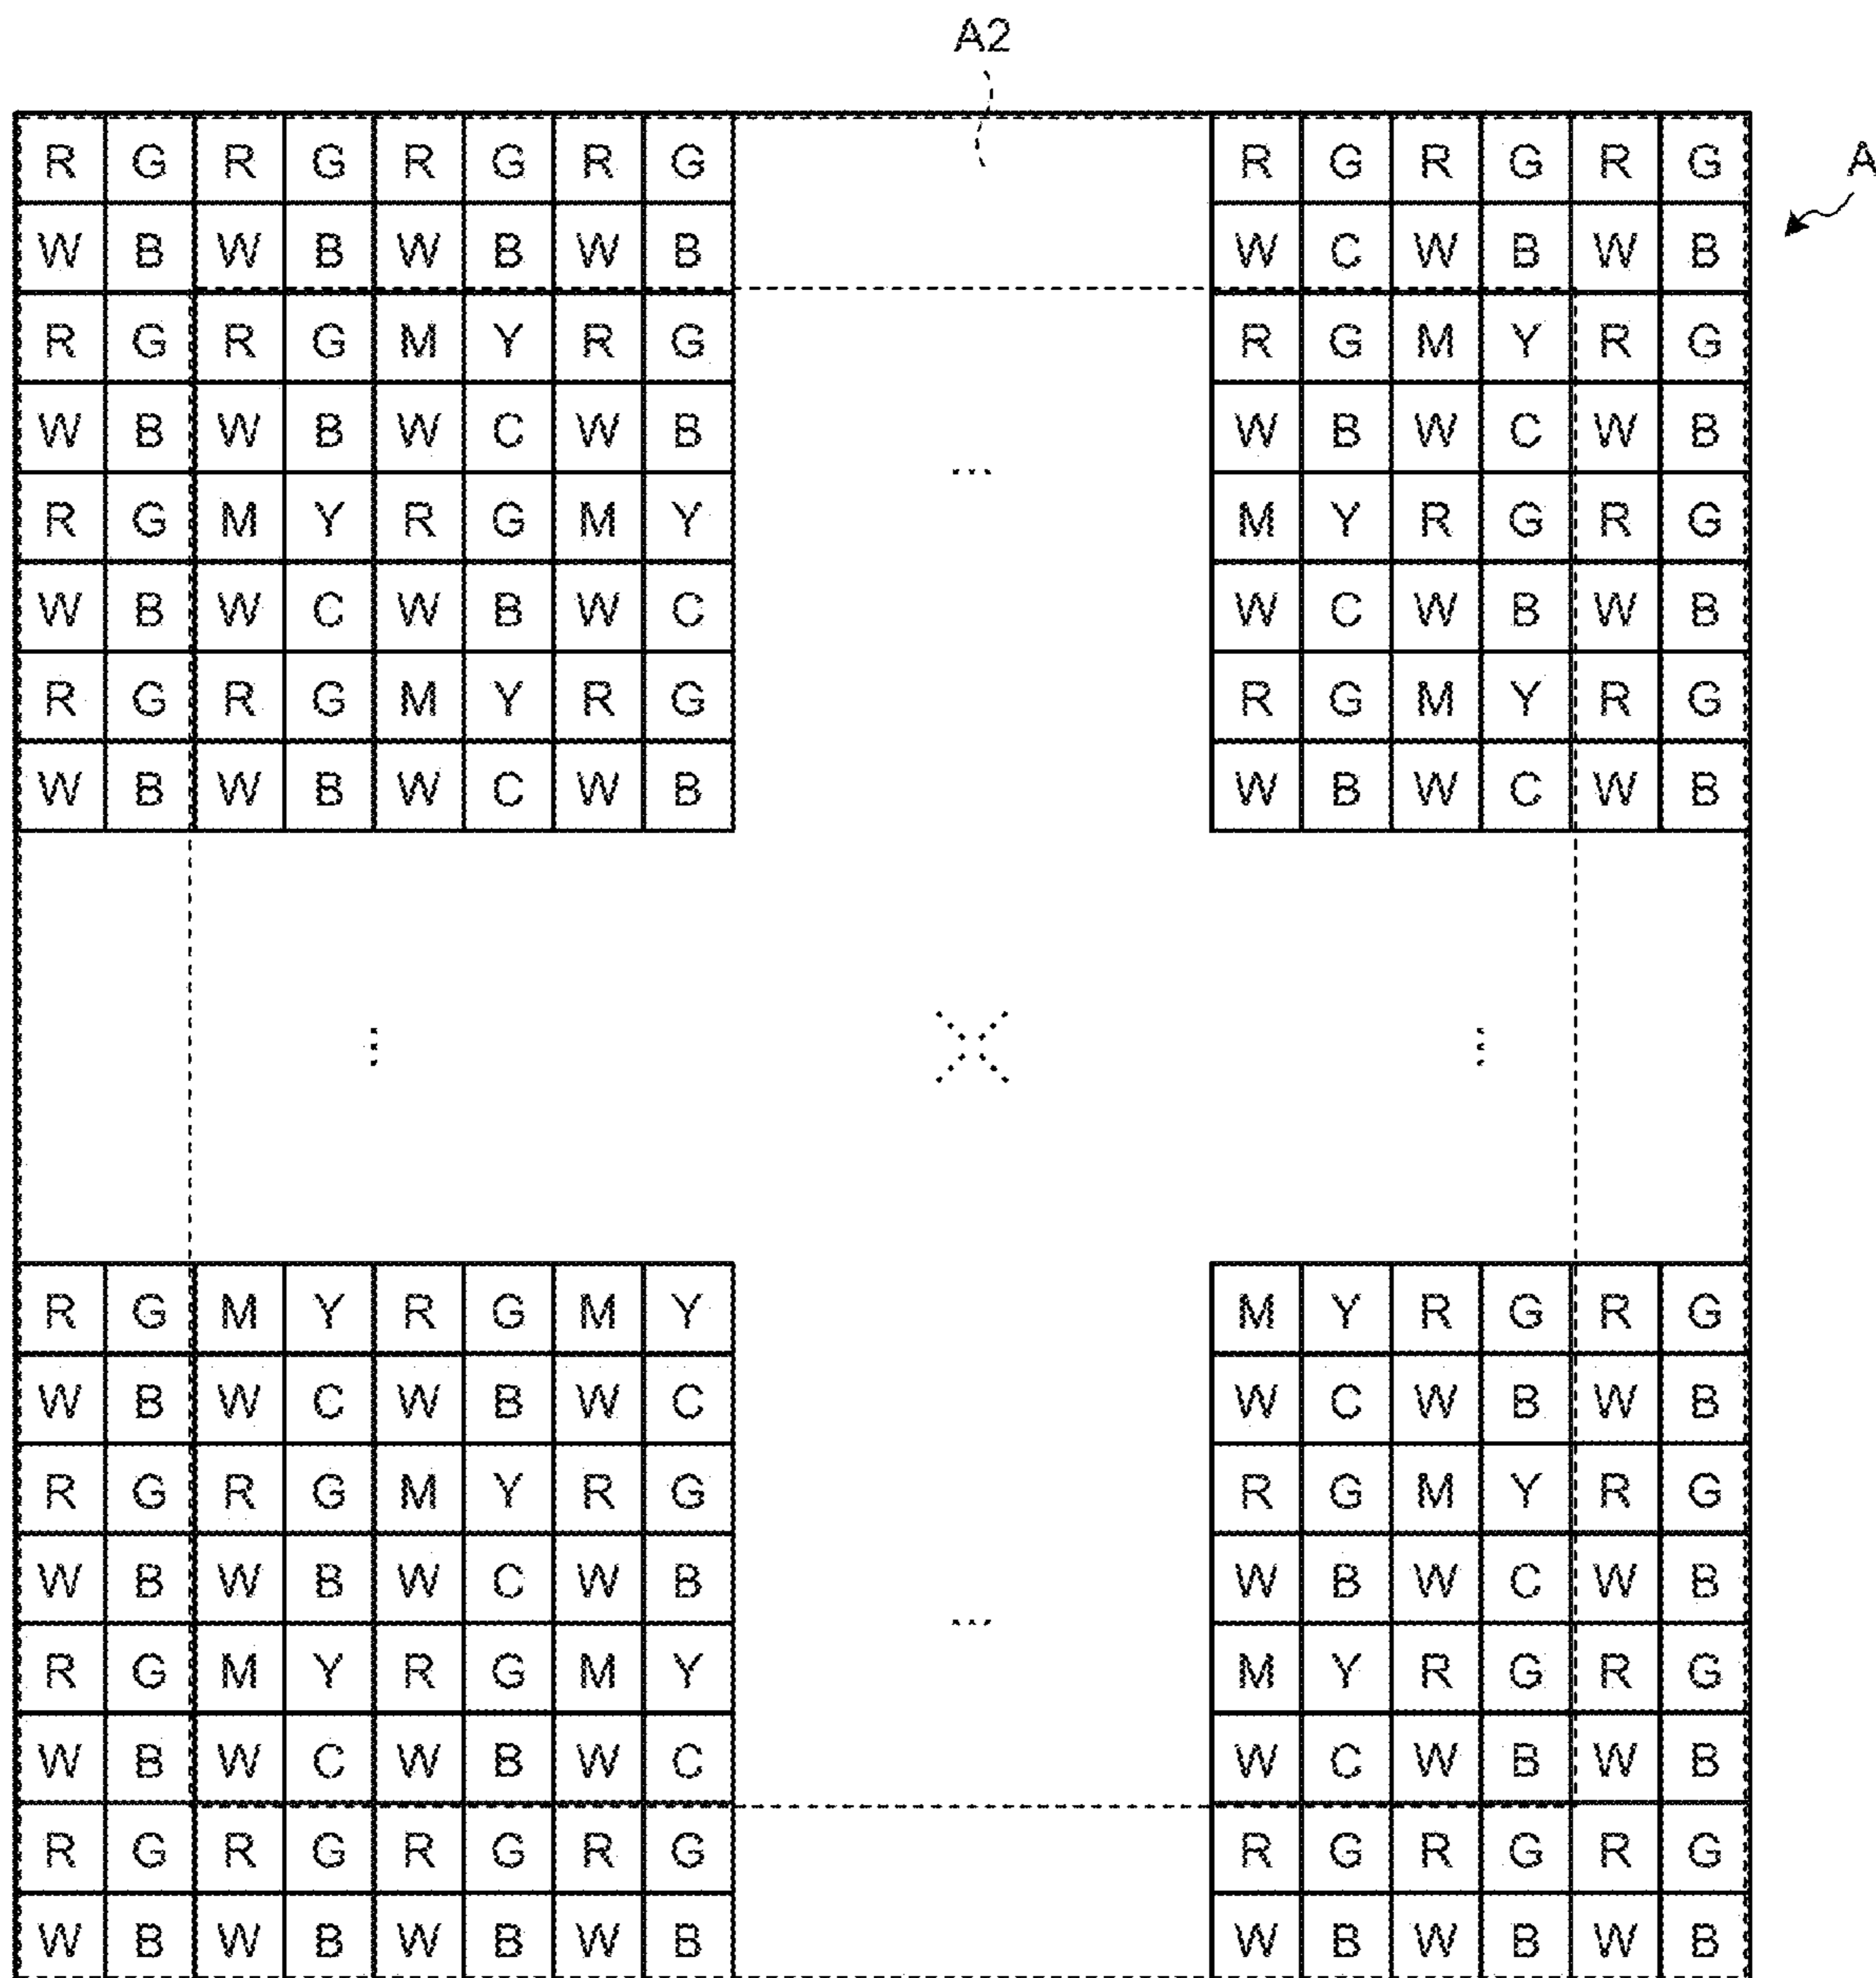 A2
A
R G R G R G R G R G R G R G
W B W B W B W B W C W B W B
R G R G M Y R G R G M Y R G
W B W B W C W B ... W B W C W B
R G M Y R G M Y M Y R G R G
W B W C W B W C W C W B W B
R G R G M Y R G R G M Y R G
W B W B W C W B W B W C W B
R G M Y R G M Y M Y R G R G
W B W C W B W C W C W B W B
R G R G M Y R G R G M Y R G
W B W B W C W B ... W B W C W B
R G M Y R G M Y M Y R G R G
W B W C W B W C W C W B W B
R G R G R G R G R G R G R G
W B W B W B W B W B W B W B